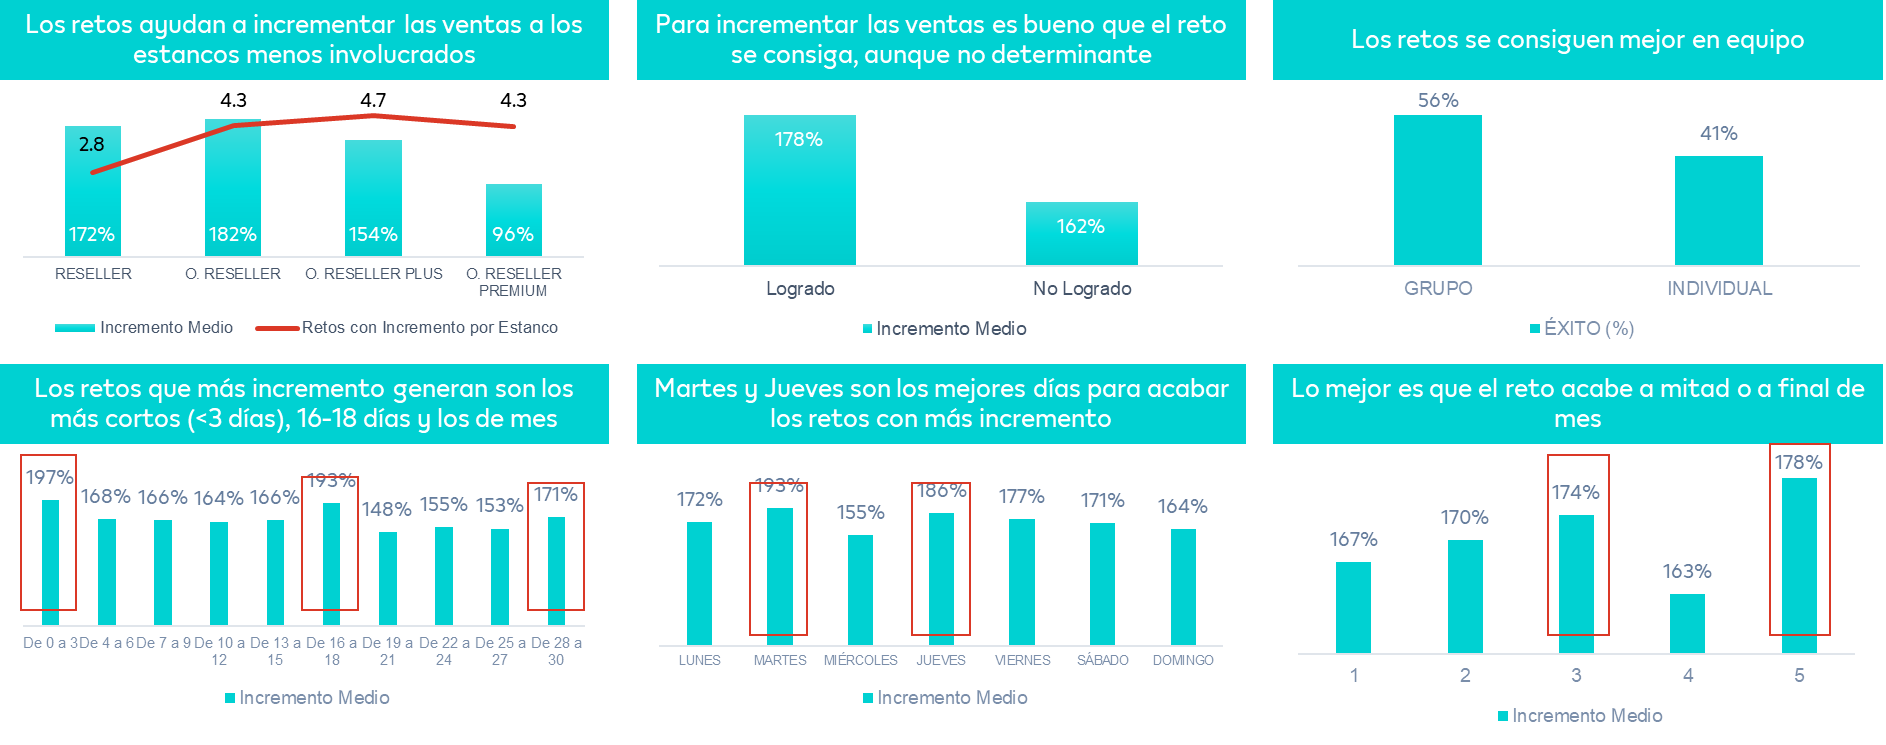 Los retos ayudan a incrementar las ventas a los
estancos menos involucrados
4.3
4.7
4.3
2.8
172%
182%
154%
96%
RESELLER
O. RESELLER
O. RESELLER PLUS
O. RESELLER
PREMIUM
Incremento Medio
Retos con Incremento por Estanco
Para incrementar las ventas es bueno que el reto
se consiga, aunque no determinante
178%
162%
Logrado
No Logrado
Incremento Medio
Los retos se consiguen mejor en equipo
56%
41%
GRUPO
INDIVIDUAL
ÉXITO (%)
Los retos que más incremento generan son los
más cortos (<3 días), 16-18 días y los de mes
197%
168%
166%
164%
166%
193%
148%
155%
153%
171%
De 0 a 3
De 4 a 6
De 7 a 9
De 10 a
12
De 13 a
15
De 16 a
18
De 19 a
21
De 22 a
24
De 25 a
27
De 28 a
30
Incremento Medio
Martes y Jueves son los mejores días para acabar
los retos con más incremento
172%
193%
155%
186%
177%
171%
164%
LUNES
MARTES
MIÉRCOLES
JUEVES
VIERNES
SÁBADO
DOMINGO
Incremento Medio
Lo mejor es que el reto acabe a mitad o a final de
mes
167%
170%
174%
163%
178%
1
2
3
4
5
Incremento Medio